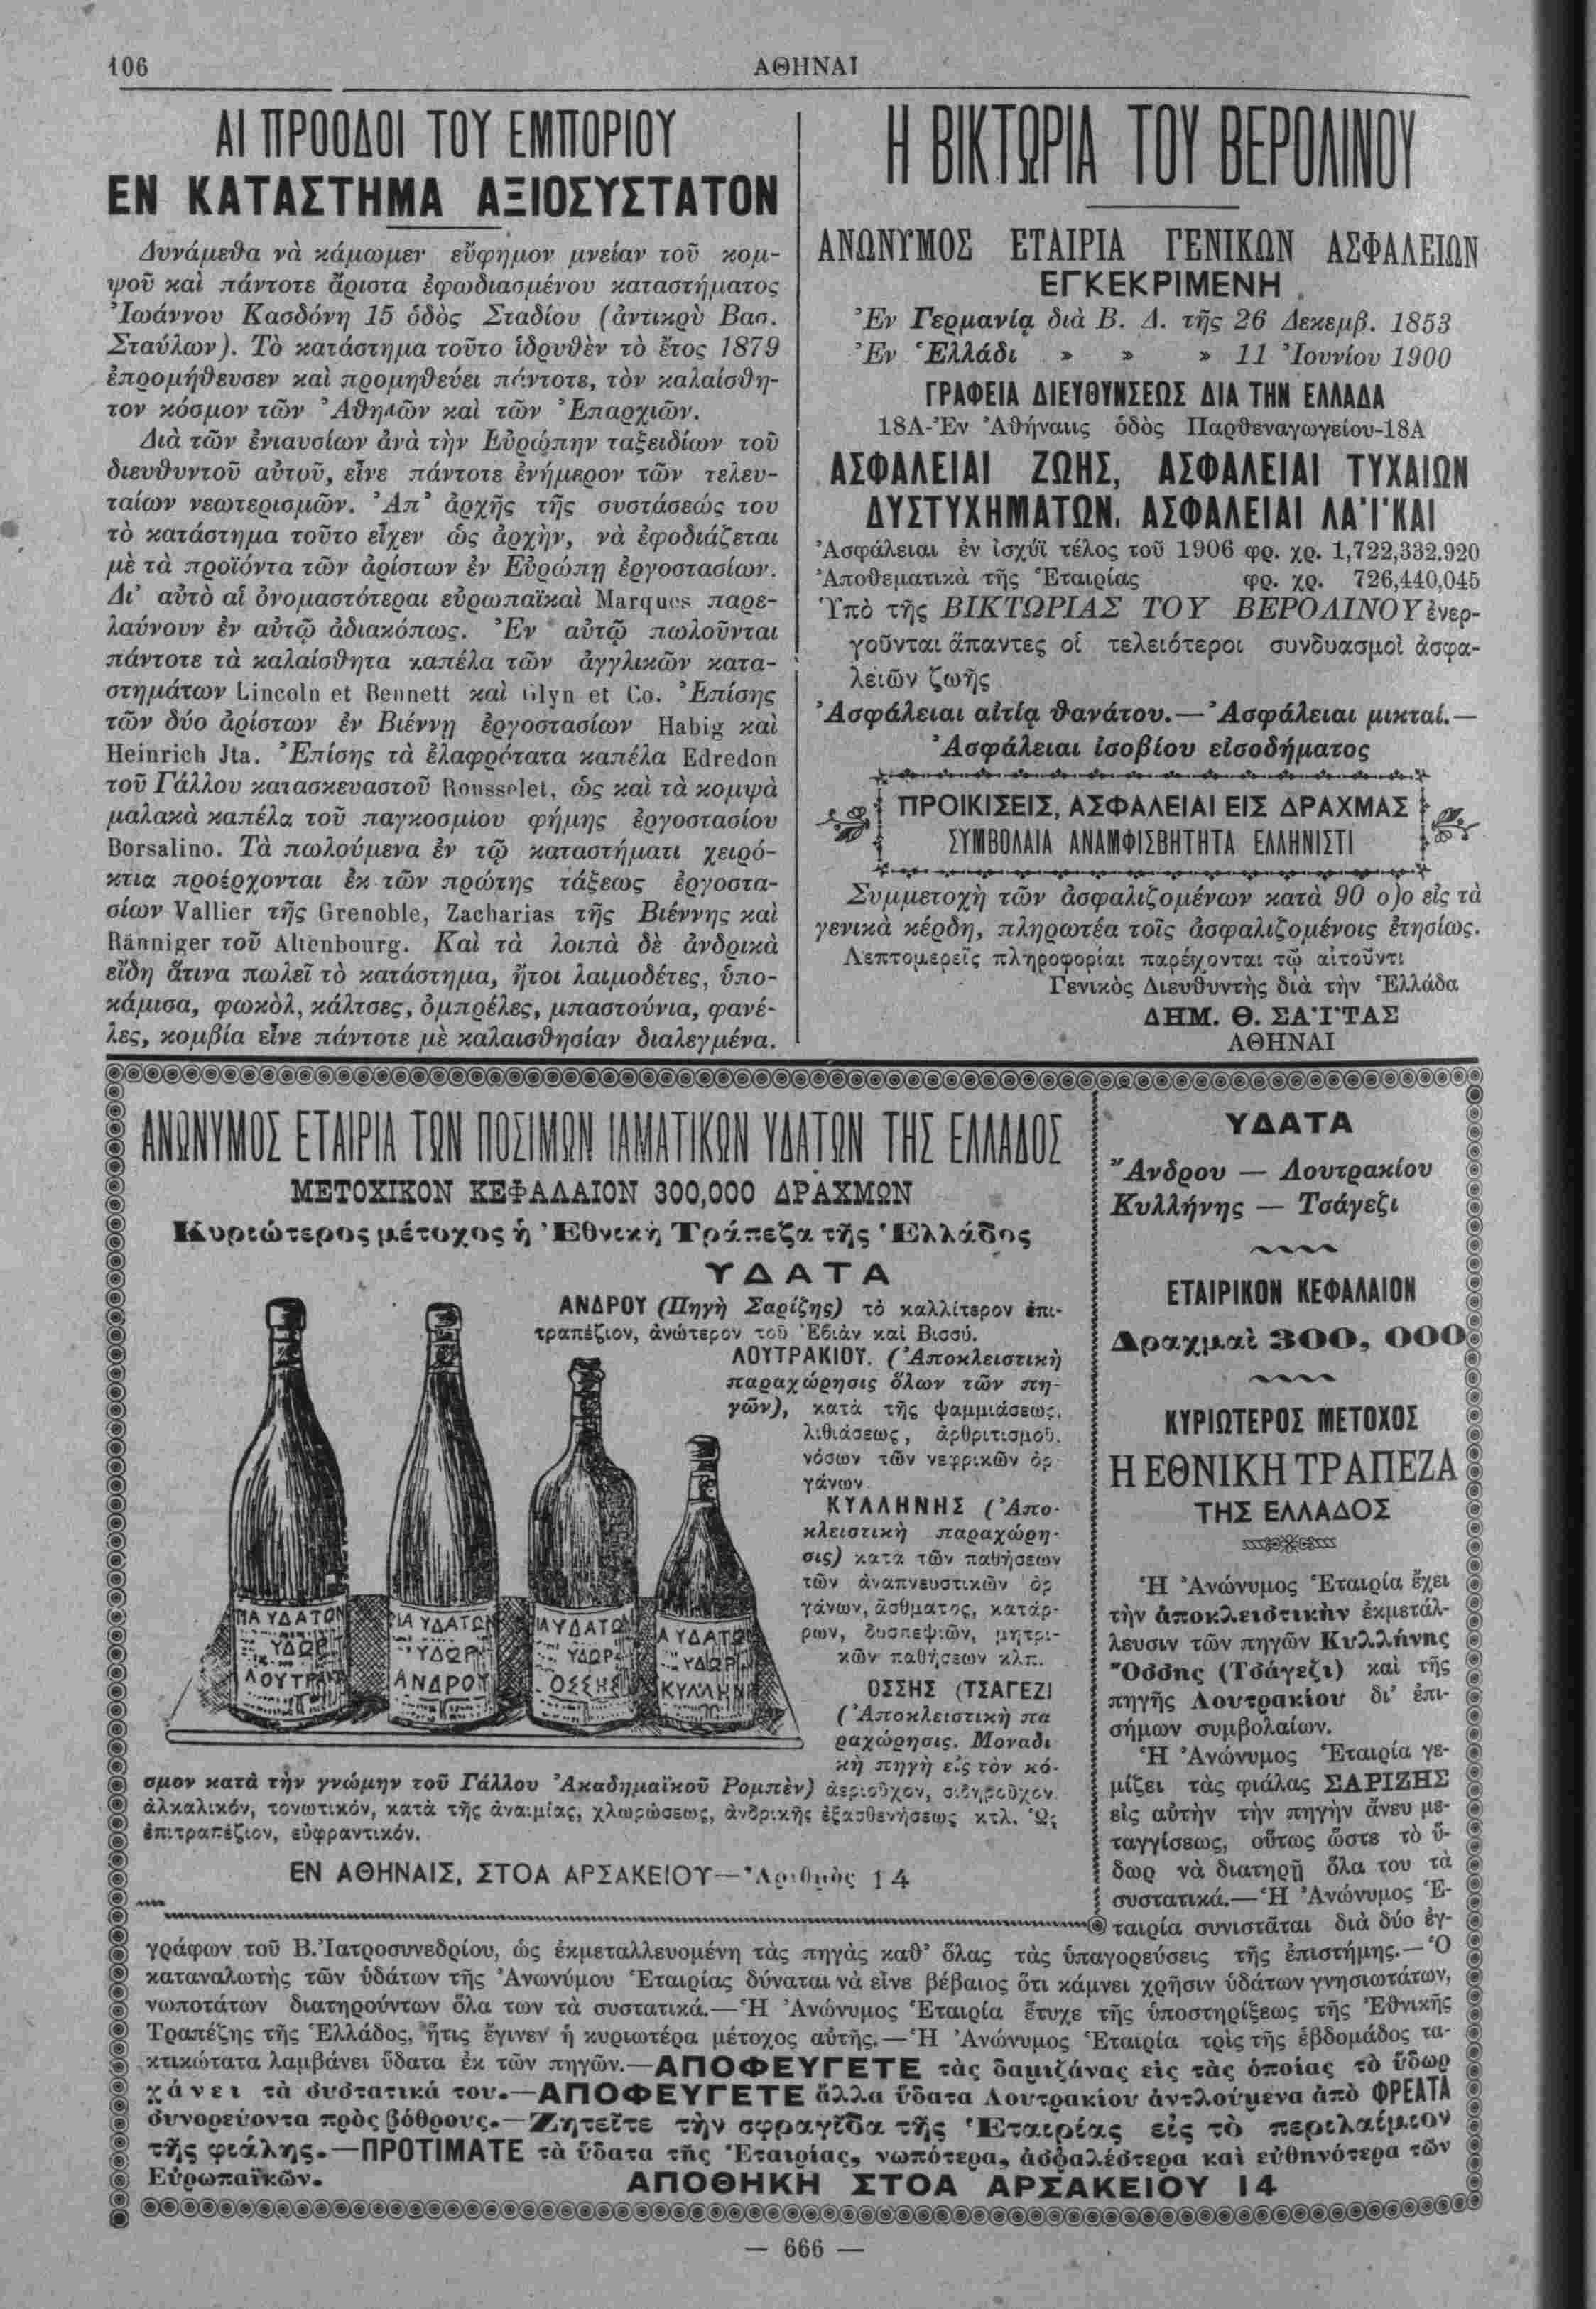 106
ΑΘΗΝΑΙ
ΑΙ ΠΡΟΟΔΟΙ ΤΟΥ ΕΜΠΟΡΙΟΥ
ΕΝ ΚΑΤΑΣΤΗΜΑ ΑΞΙΟΣΥΣΤΑΤΟΝ
Δυνάμεθα νὰ κάμωμεν εὔφημον μνείαν τοῦ κομ-
ψοῦ καὶ πάντοτε ἄριστα ἐφωδιασμένου καταστήματος
Ἰωάννου Κασδόνη 15 ὁδὸς Σταδίου (ἀντικρὺ Βασ.
Σταύλων). Τὸ κατάστημα τοῦτο ἱδρυθὲν τὸ ἔτος 1879
ἐπρομήθευσεν καὶ προμηθεύει πάντοτε, τὸν καλαίσθη-
τον κόσμον τῶν Ἀθηνῶν καὶ τῶν Ἐπαρχιῶν.
Διὰ τῶν ἐνιαυσίων ἀνὰ τὴν Εὐρώπην ταξειδίων τοῦ
διευθυντοῦ αὐτοῦ, εἶνε πάντοτε ἐνήμερον τῶν τελευ-
ταίων νεωτερισμῶν. Ἀπ' ἀρχῆς τῆς συστάσεώς του
τὸ κατάστημα τοῦτο εἶχεν ὡς ἀρχὴν, νὰ ἐφοδιάζεται
μὲ τὰ προϊόντα τῶν ἀρίστων ἐν Εὐρώπῃ ἐργοστασίων.
Δι' αὐτὸ αἱ ὀνομαστότεραι εὐρωπαϊκαὶ Marques παρε-
λαύνουν ἐν αὐτῷ ἀδιακόπως. Ἐν αὐτῷ πωλοῦνται
πάντοτε τὰ καλαίσθητα καπέλα τῶν ἀγγλικῶν κατα-
στημάτων Lincoln et Bennett καὶ Glyn et Co. Ἐπίσης
τῶν δύο ἀρίστων ἐν Βιέννῃ ἐργοστασίων Habig καὶ
Heinrich Jta. Ἐπίσης τὰ ἐλαφρότατα καπέλα Edredon
τοῦ Γάλλου κατασκευαστοῦ Rousselet, ὡς καὶ τὰ κομψὰ
μαλακὰ καπέλα τοῦ παγκοσμίου φήμης ἐργοστασίου
Borsalino. Τὰ πωλούμενα ἐν τῷ καταστήματι χειρό-
κτια προέρχονται ἐκ τῶν πρώτης τάξεως ἐργοστα-
σίων Vallier τῆς Grenoble, Zacharias τῆς Βιέννης καὶ
Ränniger τοῦ Altenbourg. Καὶ τὰ λοιπὰ δὲ ἀνδρικὰ
εἴδη ἅτινα πωλεῖ τὸ κατάστημα, ἤτοι λαιμοδέτες, ὑπο-
κάμισα, φωκὸλ, κάλτσες, ὀμπρέλες, μπαστούνια, φανέ-
λες, κομβία εἶνε πάντοτε μὲ καλαισθησίαν διαλεγμένα.
Η ΒΙΚΤΩΡΙΑ ΤΟΥ ΒΕΡΟΛΙΝΟΥ
ΑΝΩΝΥΜΟΣ ΕΤΑΙΡΙΑ ΓΕΝΙΚΩΝ ΑΣΦΑΛΕΙΩΝ
ΕΓΚΕΚΡΙΜΕΝΗ
Ἐν Γερμανίᾳ διὰ Β. Δ. τῆς 26 Δεκεμβ. 1853
Ἐν Ἑλλάδι » » » 11 Ἰουνίου 1900
ΓΡΑΦΕΙΑ ΔΙΕΥΘΥΝΣΕΩΣ ΔΙΑ ΤΗΝ ΕΛΛΑΔΑ
18Α-Ἐν Ἀθήναις ὁδὸς Παρθεναγωγείου-18Α
ΑΣΦΑΛΕΙΑΙ ΖΩΗΣ, ΑΣΦΑΛΕΙΑΙ ΤΥΧΑΙΩΝ
ΔΥΣΤΥΧΗΜΑΤΩΝ, ΑΣΦΑΛΕΙΑΙ ΛΑΪΚΑΙ
Ἀσφάλειαι ἐν ἰσχύϊ τέλος τοῦ 1906 φρ. χρ. 1,722,332.920
Ἀποθεματικὰ τῆς Ἑταιρίας φρ. χρ. 726,440,045
Ὑπὸ τῆς ΒΙΚΤΩΡΙΑΣ ΤΟΥ ΒΕΡΟΛΙΝΟΥ ἐνερ-
γοῦνται ἅπαντες οἱ τελειότεροι συνδυασμοὶ ἀσφα-
λειῶν ζωῆς
Ἀσφάλειαι αἰτίᾳ θανάτου.—Ἀσφάλειαι μικταί.—
Ἀσφάλειαι ἰσοβίου εἰσοδήματος
ΠΡΟΙΚΙΣΕΙΣ, ΑΣΦΑΛΕΙΑΙ ΕΙΣ ΔΡΑΧΜΑΣ
ΣΥΜΒΟΛΑΙΑ ΑΝΑΜΦΙΣΒΗΤΗΤΑ ΕΛΛΗΝΙΣΤΙ
Συμμετοχὴ τῶν ἀσφαλιζομένων κατὰ 90 ο)ο εἰς τὰ
γενικὰ κέρδη, πληρωτέα τοῖς ἀσφαλιζομένοις ἐτησίως.
Λεπτομερεῖς πληροφορίαι παρέχονται τῷ αἰτοῦντι
Γενικὸς Διευθυντὴς διὰ τὴν Ἑλλάδα
ΔΗΜ. Θ. ΣΑΪΤΑΣ
ΑΘΗΝΑΙ
ΑΝΩΝΥΜΟΣ ΕΤΑΙΡΙΑ ΤΩΝ ΠΟΣΙΜΩΝ ΙΑΜΑΤΙΚΩΝ ΥΔΑΤΩΝ ΤΗΣ ΕΛΛΑΔΟΣ
ΜΕΤΟΧΙΚΟΝ ΚΕΦΑΛΑΙΟΝ 300,000 ΔΡΑΧΜΩΝ
Κυριώτερος μέτοχος ἡ Ἐθνικὴ Τράπεζα τῆς Ἑλλάδος
ΥΔΑΤΑ
ΑΝΔΡΟΥ (Πηγὴ Σαρίζης) τὸ καλλίτερον ἐπι-
τραπέζιον, ἀνώτερον τοῦ Ἐβιὰν καὶ Βισσύ.
ΛΟΥΤΡΑΚΙΟΥ. (Ἀποκλειστικὴ
παραχώρησις ὅλων τῶν πη-
γῶν), κατὰ τῆς ψαμμιάσεως,
λιθιάσεως, ἀρθριτισμοῦ,
νόσων τῶν νεφρικῶν ὀρ-
γάνων.
ΚΥΛΛΗΝΗΣ (Ἀπο-
κλειστικὴ παραχώρη-
σις) κατὰ τῶν παθήσεων
τῶν ἀναπνευστικῶν ὀρ
γάνων, ἄσθματος, κατάρ-
ρων, δυσπεψιῶν, μητρι-
κῶν παθήσεων κλπ.
ΟΣΣΗΣ (ΤΣΑΓΕΖΙ
(Ἀποκλειστικὴ πα
ραχώρησις. Μοναδι
κὴ πηγὴ εἰς τὸν κό-
σμον κατὰ τὴν γνώμην τοῦ Γάλλου Ἀκαδημαϊκοῦ Ρομπὲν) ἀεριοῦχον, σιδηροῦχον
ἀλκαλικόν, τονωτικόν, κατὰ τῆς ἀναιμίας, χλωρώσεως, ἀνδρικῆς ἐξασθενήσεως κτλ. Ὡς
ἐπιτραπέζιον, εὐφραντικόν.
ΙΑ ΥΔΑΤΩΝ
ΥΔΩΡ
ΛΟΥΤΡ
ΙΑ ΥΔΑΤΩ
ΥΔΩΡ
ΑΝΔΡΟΥ
ΙΑ ΥΔΑΤΩ
ΥΔΩΡ
ΟΣΣΗΣ
Α ΥΔΑΤΩ
ΥΔΩΡ
ΚΥΛΛΗΝ
ΕΝ ΑΘΗΝΑΙΣ, ΣΤΟΑ ΑΡΣΑΚΕΙΟΥ—Ἀριθμὸς 14
ΥΔΑΤΑ
Ἄνδρου — Λουτρακίου
Κυλλήνης — Τσάγεζι
ΕΤΑΙΡΙΚΟΝ ΚΕΦΑΛΑΙΟΝ
Δραχμαὶ 300,000
ΚΥΡΙΩΤΕΡΟΣ ΜΕΤΟΧΟΣ
Η ΕΘΝΙΚΗ ΤΡΑΠΕΖΑ
ΤΗΣ ΕΛΛΑΔΟΣ
Ἡ Ἀνώνυμος Ἑταιρία ἔχει
τὴν ἀποκλειστικὴν ἐκμετάλ-
λευσιν τῶν πηγῶν Κυλλήνης
Ὄσσης (Τσάγεζι) καὶ τῆς
πηγῆς Λουτρακίου δι' ἐπι-
σήμων συμβολαίων.
Ἡ Ἀνώνυμος Ἑταιρία γε-
μίζει τὰς φιάλας ΣΑΡΙΖΗΣ
εἰς αὐτὴν τὴν πηγὴν ἄνευ με-
ταγγίσεως, οὕτως ὥστε τὸ ὕ-
δωρ νὰ διατηρῇ ὅλα του τὰ
συστατικά.—Ἡ Ἀνώνυμος Ἑ-
ταιρία συνιστᾶται διὰ δύο ἐγ-
γράφων τοῦ Β. Ἰατροσυνεδρίου, ὡς ἐκμεταλλευομένη τὰς πηγὰς καθ' ὅλας τὰς ὑπαγορεύσεις τῆς ἐπιστήμης.—Ὁ
καταναλωτὴς τῶν ὑδάτων τῆς Ἀνωνύμου Ἑταιρίας δύναται νὰ εἶνε βέβαιος ὅτι κάμνει χρῆσιν ὑδάτων γνησιωτάτων,
νωποτάτων διατηρούντων ὅλα των τὰ συστατικά.—Ἡ Ἀνώνυμος Ἑταιρία ἔτυχε τῆς ὑποστηρίξεως τῆς Ἐθνικῆς
Τραπέζης τῆς Ἑλλάδος, ἥτις ἔγινεν ἡ κυριωτέρα μέτοχος αὐτῆς.—Ἡ Ἀνώνυμος Ἑταιρία τρὶς τῆς ἑβδομάδος τα-
κτικώτατα λαμβάνει ὕδατα ἐκ τῶν πηγῶν.—ΑΠΟΦΕΥΓΕΤΕ τὰς δαμιζάνας εἰς τὰς ὁποίας τὸ ὕδωρ
χάνει τὰ συστατικά του.—ΑΠΟΦΕΥΓΕΤΕ ἄλλα ὕδατα Λουτρακίου ἀντλούμενα ἀπὸ ΦΡΕΑΤΑ
συνορεύοντα πρὸς βόθρους.—Ζητεῖτε τὴν σφραγῖδα τῆς Ἑταιρίας εἰς τὸ περιλαίμιον
τῆς φιάλης.—ΠΡΟΤΙΜΑΤΕ τὰ ὕδατα τῆς Ἑταιρίας, νωπότερα, ἀσφαλέστερα καὶ εὐθηνότερα τῶν
Εὐρωπαϊκῶν.
ΑΠΟΘΗΚΗ ΣΤΟΑ ΑΡΣΑΚΕΙΟΥ 14
— 666 —